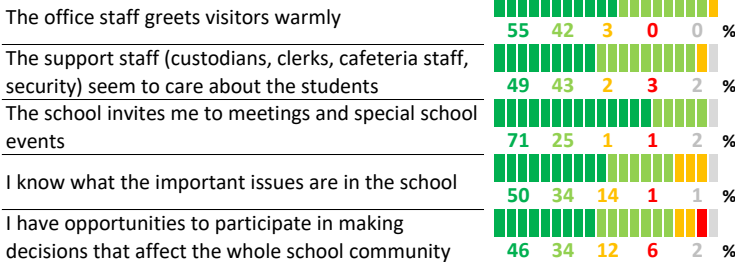 The office staff greets visitors warmly
55 42 3 0 0 %
The support staff (custodians, clerks, cafeteria staff,
security) seem to care about the students
49 43 2 3 2 %
The school invites me to meetings and special school
events
71 25 1 1 2 %
I know what the important issues are in the school
50 34 14 1 1 %
I have opportunities to participate in making
decisions that affect the whole school community
46 34 12 6 2 %